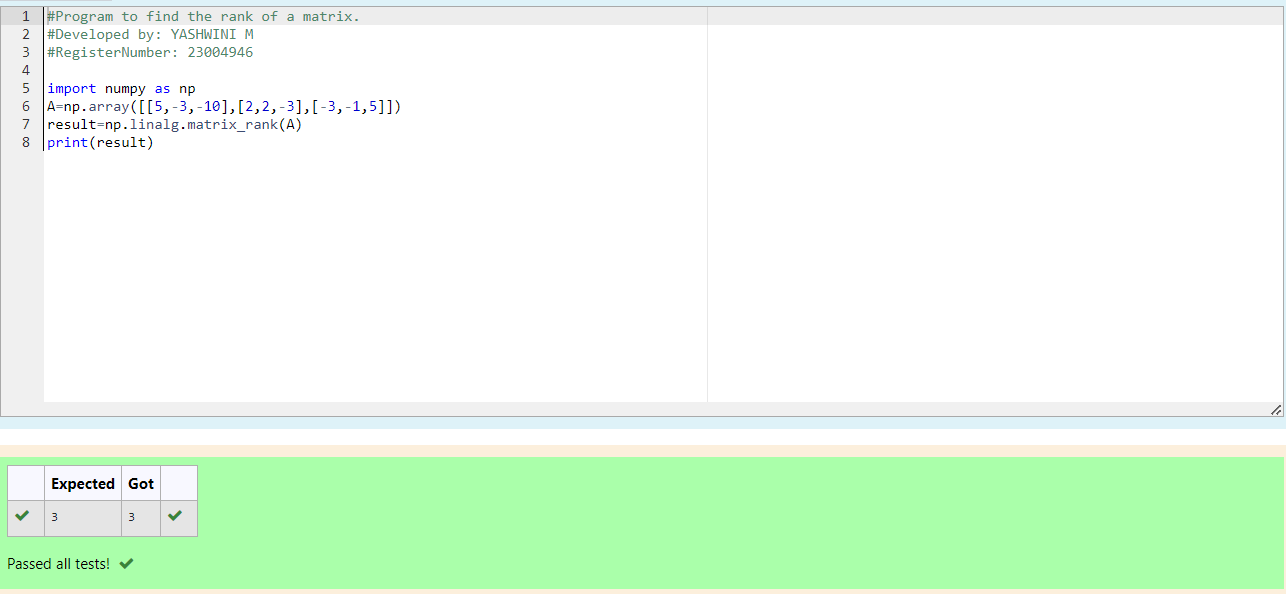 1 #Program to find the rank of a matrix.
2 #Developed by: YASHWINI M
3 #RegisterNumber: 23004946
4
5 import numpy as np
6 A=np.array([[5,-3,-10],[2,2,-3],[-3,-1,5]])
7 result=np.linalg.matrix_rank(A)
8 print(result)
Expected Got
3 3
Passed all tests!